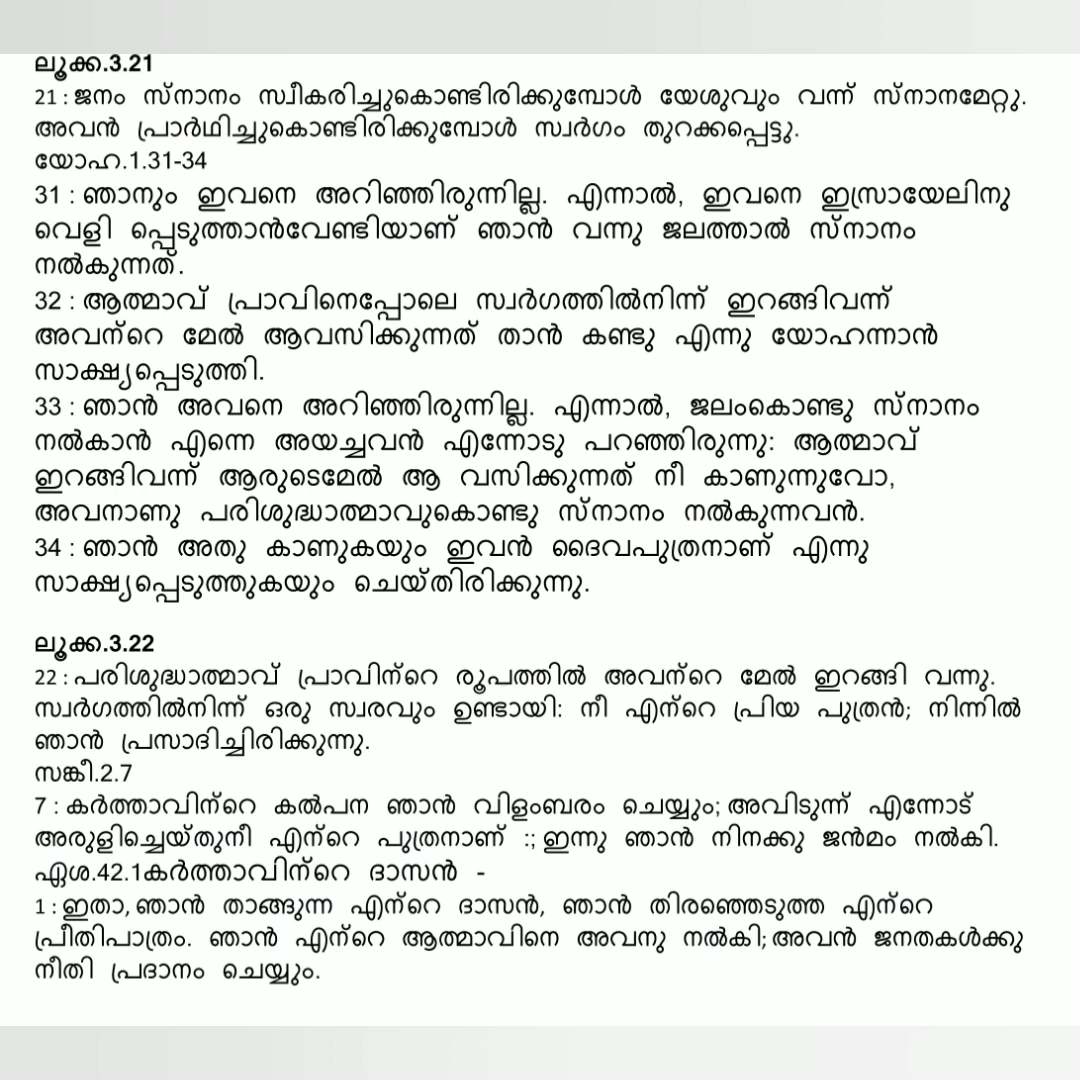 ലൂക്ക.3.21
21 : ജനം സ്നാനം സ്വീകരിച്ചുകൊണ്ടിരിക്കുമ്പോൾ യേശുവും വന്ന് സ്നാനമേറ്റു.
അവൻ പ്രാർഥിച്ചുകൊണ്ടിരിക്കുമ്പോൾ സ്വർഗം തുറക്കപ്പെട്ടു.
യോഹ.1.31-34
31 : ഞാനും ഇവനെ അറിഞ്ഞിരുന്നില്ല. എന്നാൽ, ഇവനെ ഇസ്രായേലിനു
വെളി പ്പെടുത്താൻവേണ്ടിയാണ് ഞാൻ വന്നു ജലത്താൽ സ്നാനം
നൽകുന്നത്.
32 : ആത്മാവ് പ്രാവിനെപ്പോലെ സ്വർഗത്തിൽനിന്ന് ഇറങ്ങിവന്ന്
അവന്റെ മേൽ ആവസിക്കുന്നത് താൻ കണ്ടു എന്നു യോഹന്നാൻ
സാക്ഷ്യപ്പെടുത്തി.
33 : ഞാൻ അവനെ അറിഞ്ഞിരുന്നില്ല. എന്നാൽ, ജലംകൊണ്ടു സ്നാനം
നൽകാൻ എന്നെ അയച്ചവൻ എന്നോടു പറഞ്ഞിരുന്നു: ആത്മാവ്
ഇറങ്ങിവന്ന് ആരുടെമേൽ ആ വസിക്കുന്നത് നീ കാണുന്നുവോ,
അവനാണു പരിശുദ്ധാത്മാവുകൊണ്ടു സ്നാനം നൽകുന്നവൻ.
34 : ഞാൻ അതു കാണുകയും ഇവൻ ദൈവപുത്രനാണ് എന്നു
സാക്ഷ്യപ്പെടുത്തുകയും ചെയ്തിരിക്കുന്നു.
ലൂക്ക.3.22
22 : പരിശുദ്ധാത്മാവ് പ്രാവിന്റെ രൂപത്തിൽ അവന്റെ മേൽ ഇറങ്ങി വന്നു.
സ്വർഗത്തിൽനിന്ന് ഒരു സ്വരവും ഉണ്ടായി: നീ എന്റെ പ്രിയ പുത്രൻ; നിന്നിൽ
ഞാൻ പ്രസാദിച്ചിരിക്കുന്നു.
സങ്കീ.2.7
7 : കർത്താവിന്റെ കൽപന ഞാൻ വിളംബരം ചെയ്യും; അവിടുന്ന് എന്നോട്
അരുളിച്ചെയ്തുനീ എന്റെ പുത്രനാണ് :; ഇന്നു ഞാൻ നിനക്കു ജൻമം നൽകി.
ഏശ.42.1കർത്താവിന്റെ ദാസൻ -
1 : ഇതാ, ഞാൻ താങ്ങുന്ന എന്റെ ദാസൻ, ഞാൻ തിരഞ്ഞെടുത്ത എന്റെ
പ്രീതിപാത്രം. ഞാൻ എന്റെ ആത്മാവിനെ അവനു നൽകി; അവൻ ജനതകൾക്കു
നീതി പ്രദാനം ചെയ്യും.